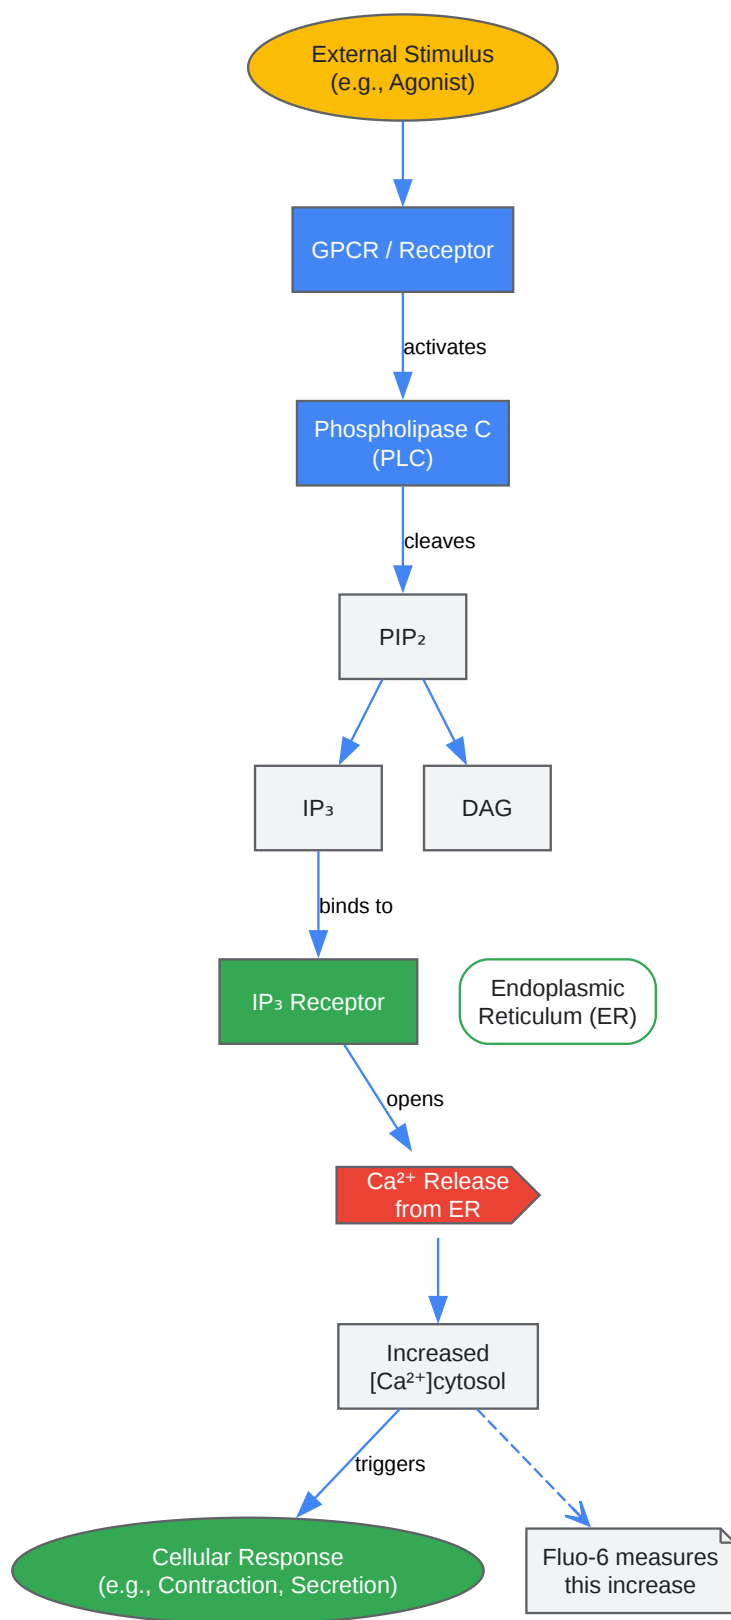 External Stimulus
(e.g., Agonist)
GPCR / Receptor
activates
Phospholipase C
(PLC)
cleaves
PIP₂
IP₃
DAG
binds to
IP₃ Receptor
Endoplasmic
Reticulum (ER)
opens
Ca²⁺ Release
from ER
Increased
[Ca²⁺]cytosol
triggers
Cellular Response
(e.g., Contraction, Secretion)
Fluo-6 measures
this increase